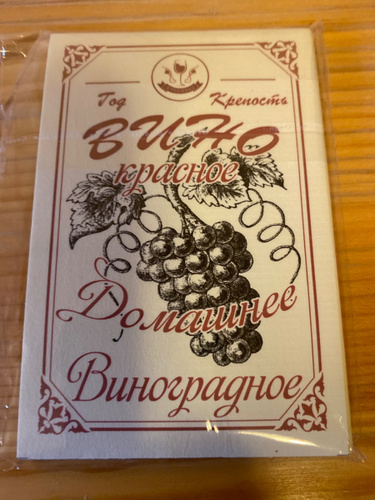 Год Крепость
ВИНО
красное
Домашнее
Виноградное